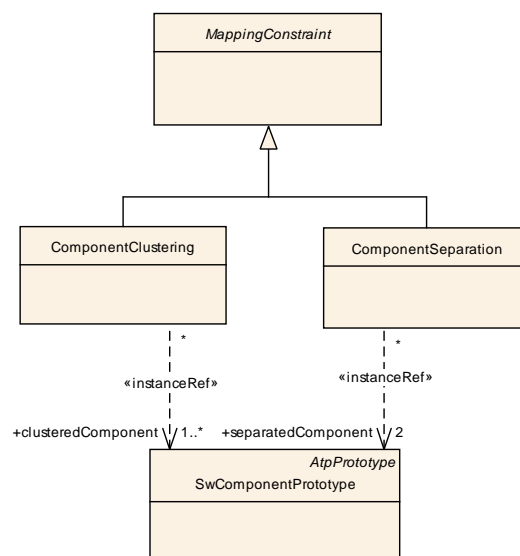 MappingConstraint
ComponentClustering
ComponentSeparation
*
*
«instanceRef»
«instanceRef»
+clusteredComponent
1..*
+separatedComponent
2
AtpPrototype
SwComponentPrototype